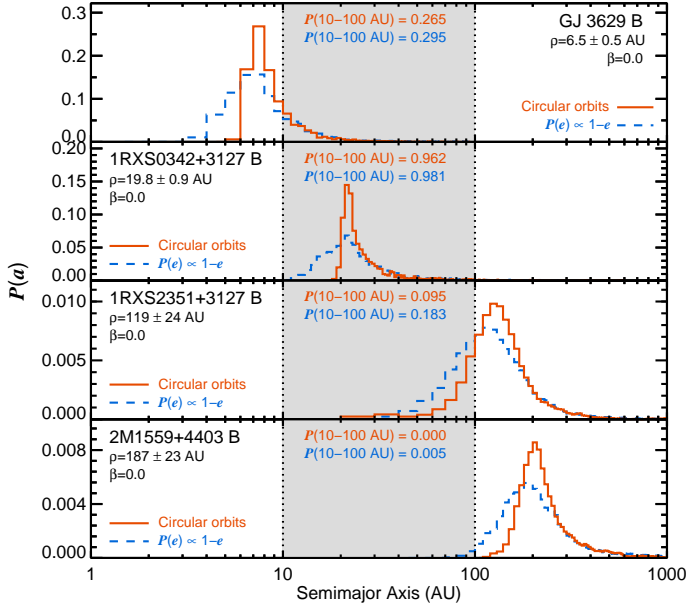 P(a)
0.3
0.2
0.1
0.0
P(10−100 AU) = 0.265
P(10−100 AU) = 0.295
GJ 3629 B
ρ=6.5 ± 0.5 AU
β=0.0
Circular orbits
P(e) ∝ 1−e
0.20
0.15
0.10
0.05
0.00
1RXS0342+3127 B
ρ=19.8 ± 0.9 AU
β=0.0
P(10−100 AU) = 0.962
P(10−100 AU) = 0.981
Circular orbits
P(e) ∝ 1−e
0.010
0.005
0.000
1RXS2351+3127 B
ρ=119 ± 24 AU
β=0.0
P(10−100 AU) = 0.095
P(10−100 AU) = 0.183
Circular orbits
P(e) ∝ 1−e
0.008
0.004
0.000
2M1559+4403 B
ρ=187 ± 23 AU
β=0.0
P(10−100 AU) = 0.000
P(10−100 AU) = 0.005
Circular orbits
P(e) ∝ 1−e
1 10 100 1000
Semimajor Axis (AU)